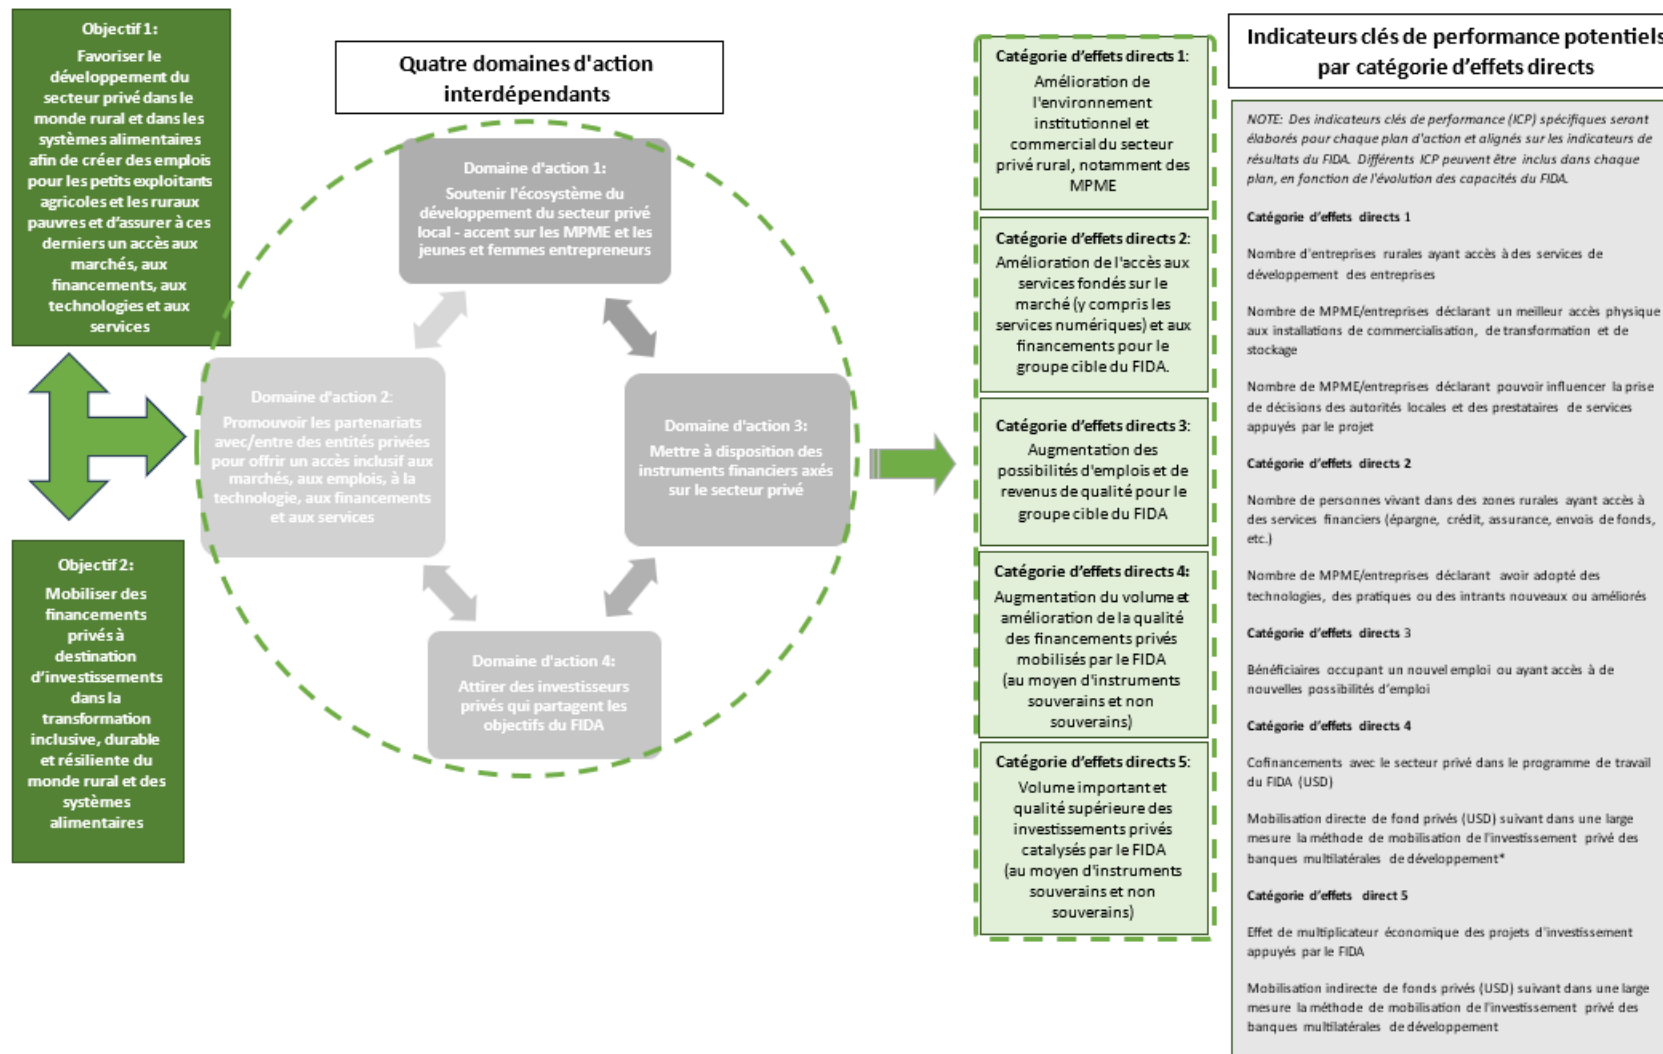 Objectif 1:
Favoriser le
développement du
secteur privé dans le
monde rural et dans les
systèmes alimentaires
afin de créer des emplois
pour les petits exploitants
agricoles et les ruraux
pauvres et d'assurer à ces
derniers un accès aux
marchés, aux
financements, aux
technologies et aux
services
Objectif 2:
Mobiliser des
financements
privés à
destination
d'investissements
dans la
transformation
inclusive, durable
et résiliente du
monde rural et des
systèmes
alimentaires
Quatre domaines d'action
interdépendants
Domaine d'action 1:
Soutenir l'écosystème du
développement du secteur privé
local - accent sur les MPME et les
jeunes et femmes entrepreneurs
Domaine d'action 2:
Promouvoir les partenariats
avec/entre des entités privées
pour offrir un accès inclusif aux
marchés, aux emplois, à la
technologie, aux financements
et aux services
Domaine d'action 3:
Mettre à disposition des
instruments financiers axés
sur le secteur privé
Domaine d'action 4:
Attirer des investisseurs
privés qui partagent les
objectifs du FIDA
Catégorie d'effets directs 1:
Amélioration de
l'environnement
institutionnel et
commercial du secteur
privé rural, notamment des
MPME
Catégorie d'effets directs 2:
Amélioration de l'accès aux
services fondés sur le
marché (y compris les
services numériques) et aux
financements pour le
groupe cible du FIDA.
Catégorie d'effets directs 3:
Augmentation des
possibilités d'emplois et de
revenus de qualité pour le
groupe cible du FIDA
Catégorie d'effets directs 4:
Augmentation du volume et
amélioration de la qualité
des financements privés
mobilisés par le FIDA
(au moyen d'instruments
souverains et non
souverains)
Catégorie d'effets directs 5:
Volume important et
qualité supérieure des
investissements privés
catalysés par le FIDA
(au moyen d'instruments
souverains et non
souverains)
Indicateurs clés de performance potentiels
par catégorie d'effets directs
NOTE: Des indicateurs clés de performance (ICP) spécifiques seront
élaborés pour chaque plan d'action et alignés sur les indicateurs de
résultats du FIDA. Différents ICP peuvent être inclus dans chaque
plan, en fonction de l'évolution des capacités du FIDA.
Catégorie d'effets directs 1
Nombre d'entreprises rurales ayant accès à des services de
développement des entreprises
Nombre de MPME/entreprises déclarant un meilleur accès physique
aux installations de commercialisation, de transformation et de
stockage
Nombre de MPME/entreprises déclarant pouvoir influencer la prise
de décisions des autorités locales et des prestataires de services
appuyés par le projet
Catégorie d'effets directs 2
Nombre de personnes vivant dans des zones rurales ayant accès à
des services financiers (épargne, crédit, assurance, envois de fonds,
etc.)
Nombre de MPME/entreprises déclarant avoir adopté des
technologies, des pratiques ou des intrants nouveaux ou améliorés
Catégorie d'effets directs 3
Bénéficiaires occupant un nouvel emploi ou ayant accès à de
nouvelles possibilités d'emploi
Catégorie d'effets directs 4
Cofinancements avec le secteur privé dans le programme de travail
du FIDA (USD)
Mobilisation directe de fond privés (USD) suivant dans une large
mesure la méthode de mobilisation de l'investissement privé des
banques multilatérales de développement*
Catégorie d'effets direct 5
Effet de multiplicateur économique des projets d'investissement
appuyés par le FIDA
Mobilisation indirecte de fonds privés (USD) suivant dans une large
mesure la méthode de mobilisation de l'investissement privé des
banques multilatérales de développement